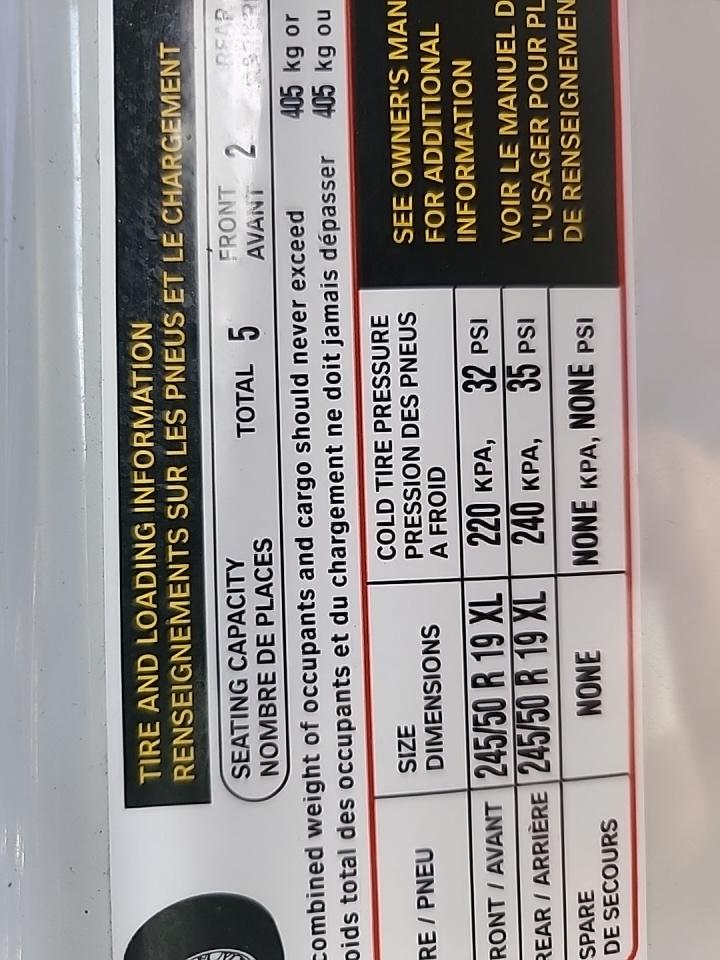 TIRE AND LOADING INFORMATION
RENSEIGNEMENTS SUR LES PNEUS ET LE CHARGEMENT
SEATING CAPACITY
NOMBRE DE PLACES
TOTAL 5
FRONT
AVANT 2
REAR
combined weight of occupants and cargo should never exceed 405 kg or
oids total des occupants et du chargement ne doit jamais dépasser 405 kg ou
RE / PNEU
SIZE
DIMENSIONS
COLD TIRE PRESSURE
PRESSION DES PNEUS
A FROID
SEE OWNER'S MAN
FOR ADDITIONAL
INFORMATION
VOIR LE MANUEL D
L'USAGER POUR PL
DE RENSEIGNEMEN
RONT / AVANT 245/50 R 19 XL 220 KPA, 32 PSI
REAR / ARRIÈRE 245/50 R 19 XL 240 KPA, 35 PSI
SPARE
DE SECOURS
NONE NONE KPA, NONE PSI